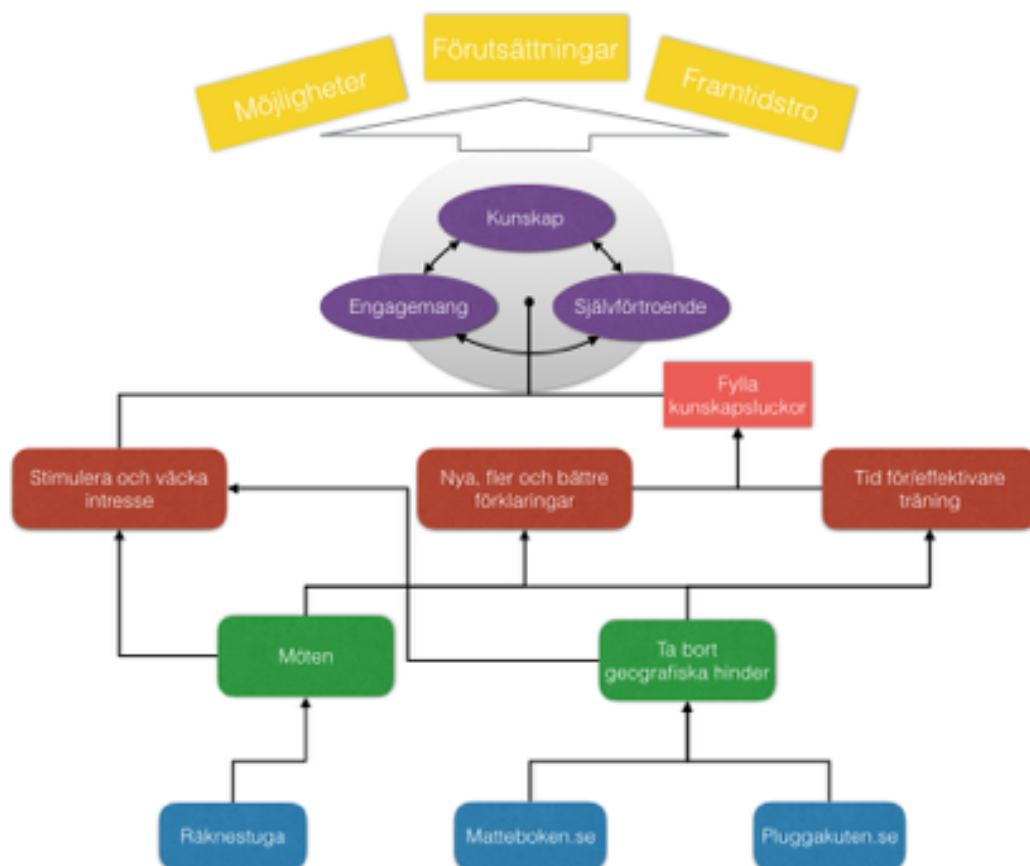 Möjligheter
Förutsättningar
Framtidstro
Kunskap
Engagemang
Självförtroende
Fylla
kunskapsluckor
Stimulera och väcka
intresse
Nya, fler och bättre
förklaringar
Tid för/effektivare
träning
Möten
Ta bort
geografiska hinder
Räknestuga
Matteboken.se
Pluggakuten.se